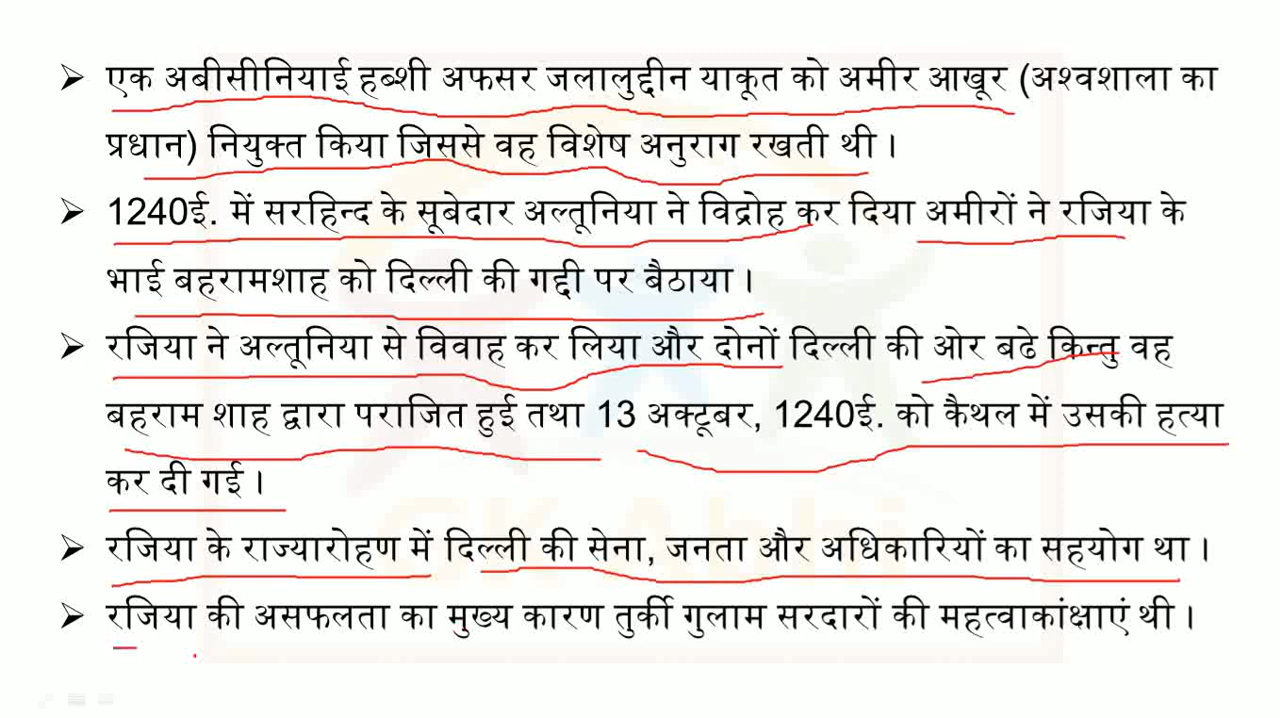 ➢ एक अबीसीनियाई हब्शी अफसर जलालुद्दीन याकूत को अमीर आखूर (अश्वशाला का
प्रधान) नियुक्त किया जिससे वह विशेष अनुराग रखती थी ।
➢ 1240ई. में सरहिन्द के सूबेदार अल्तूनिया ने विद्रोह कर दिया अमीरों ने रजिया के
भाई बहरामशाह को दिल्ली की गद्दी पर बैठाया ।
➢ रजिया ने अल्तूनिया से विवाह कर लिया और दोनों दिल्ली की ओर बढे किन्तु वह
बहराम शाह द्वारा पराजित हुई तथा 13 अक्टूबर, 1240ई. को कैथल में उसकी हत्या
कर दी गई ।
➢ रजिया के राज्यारोहण में दिल्ली की सेना, जनता और अधिकारियों का सहयोग था ।
➢ रजिया की असफलता का मुख्य कारण तुर्की गुलाम सरदारों की महत्वाकांक्षाएं थी ।